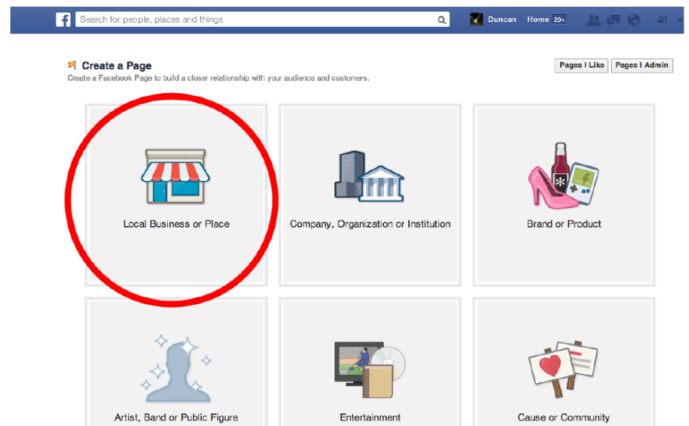 f
Search for people, places and things
Duncan Home 20+
Create a Page
Create a Facebook Page to build a closer relationship with your audience and customers.
Pages I Like Pages I Admin
Local Business or Place
Company, Organization or Institution
Brand or Product
Artist, Band or Public Figure
Entertainment
Cause or Community